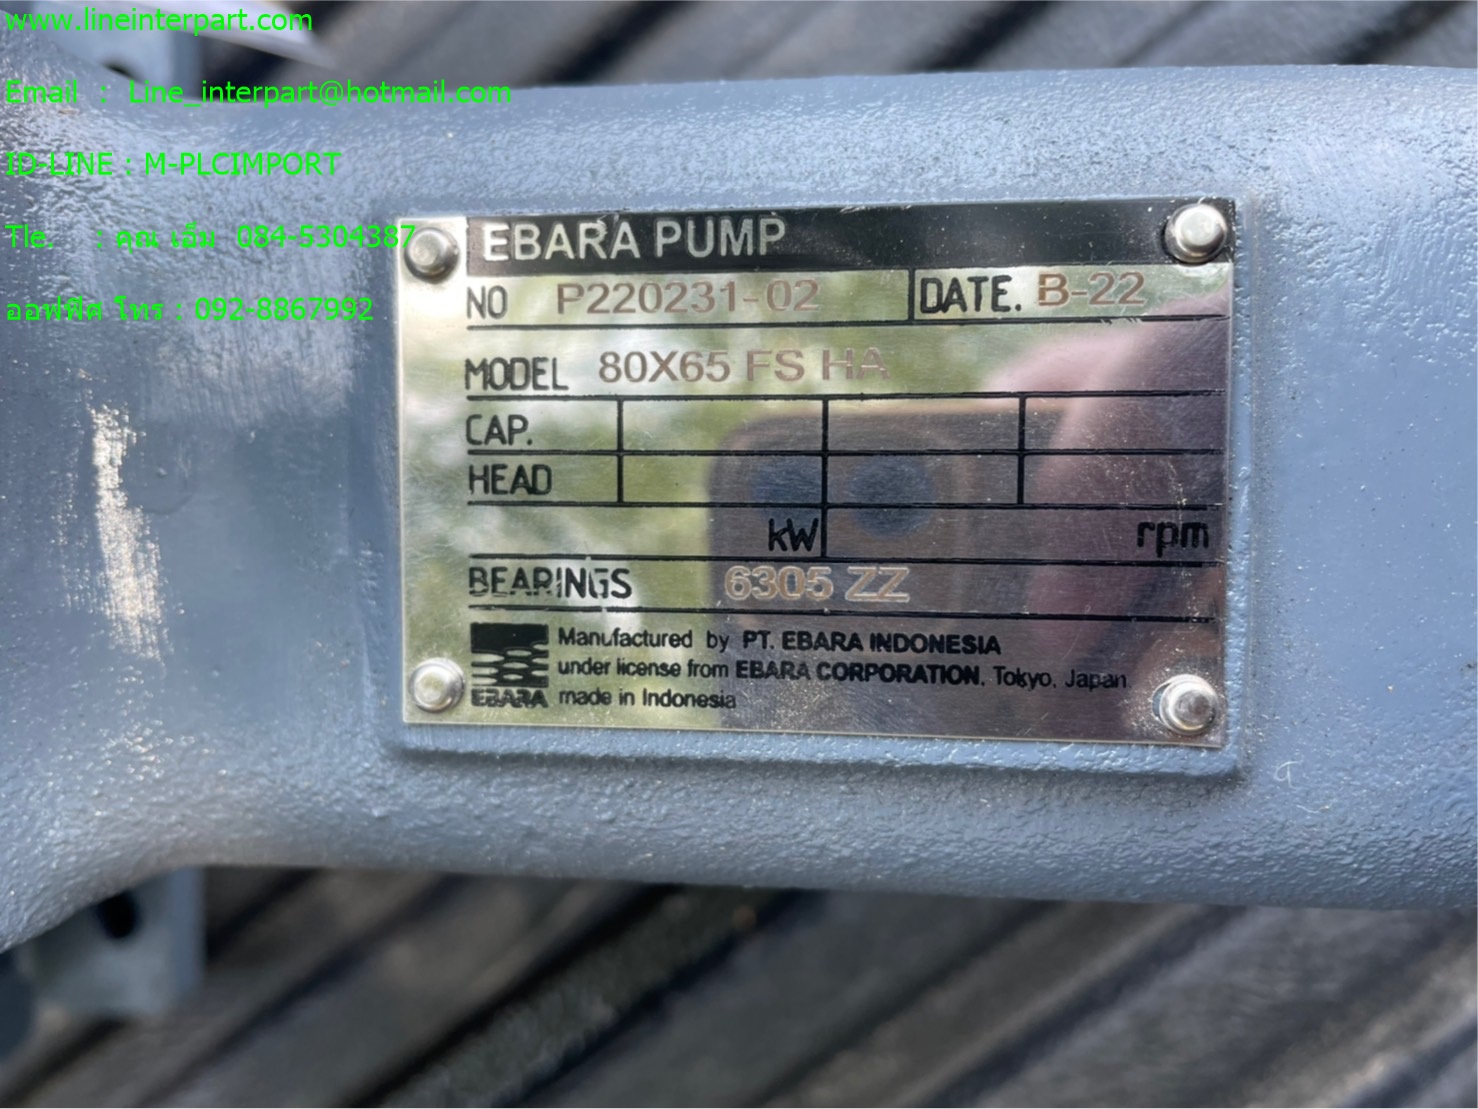 www.lineinterpart.com
Email : Line_interpart@hotmail.com
ID-LINE : M-PLCIMPORT
Tle. : คุณ เอ็ม 084-5304387
ออฟฟิศ โทร : 092-8867992
EBARA PUMP
NO P220231-02 DATE. B-22
MODEL 80X65 FS HA
CAP.
HEAD
kW rpm
BEARINGS 6305 ZZ
Manufactured by PT. EBARA INDONESIA
under license from EBARA CORPORATION, Tokyo, Japan.
EBARA made in Indonesia